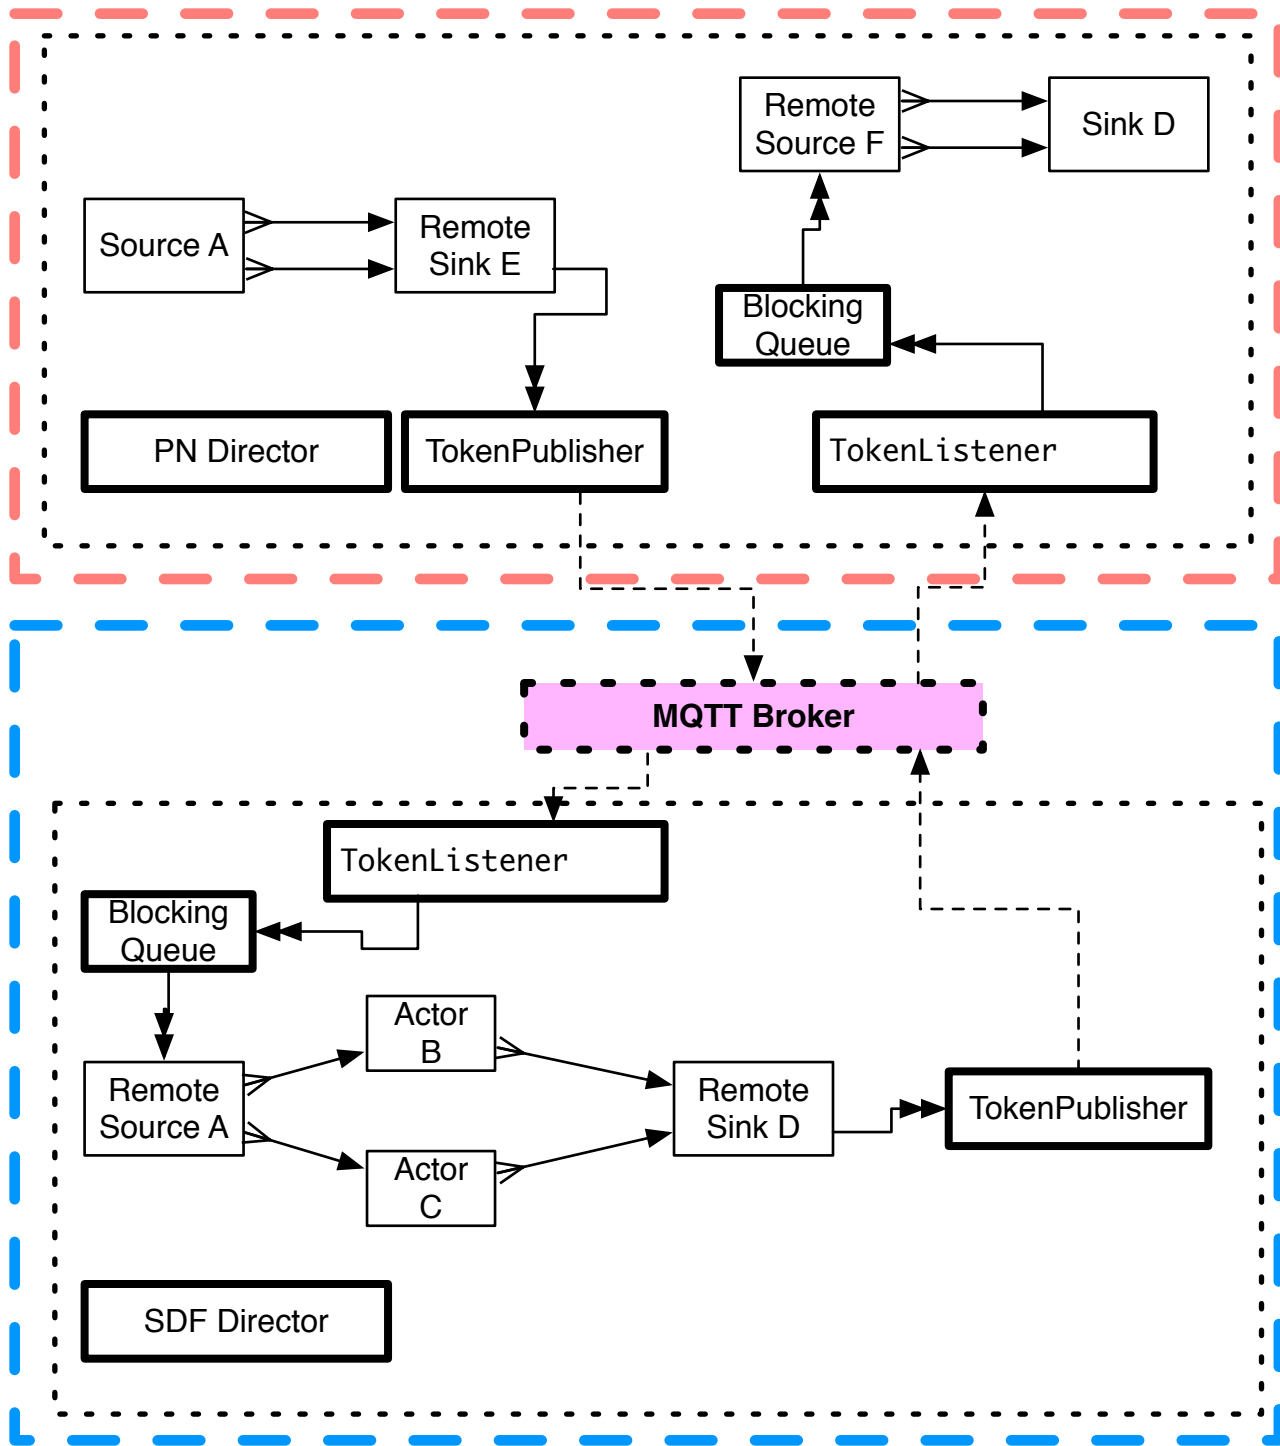 Remote
Source F
Sink D
Source A
Remote
Sink E
Blocking
Queue
PN Director
TokenPublisher
TokenListener
MQTT Broker
TokenListener
Blocking
Queue
Actor
B
Remote
Source A
Remote
Sink D
TokenPublisher
Actor
C
SDF Director